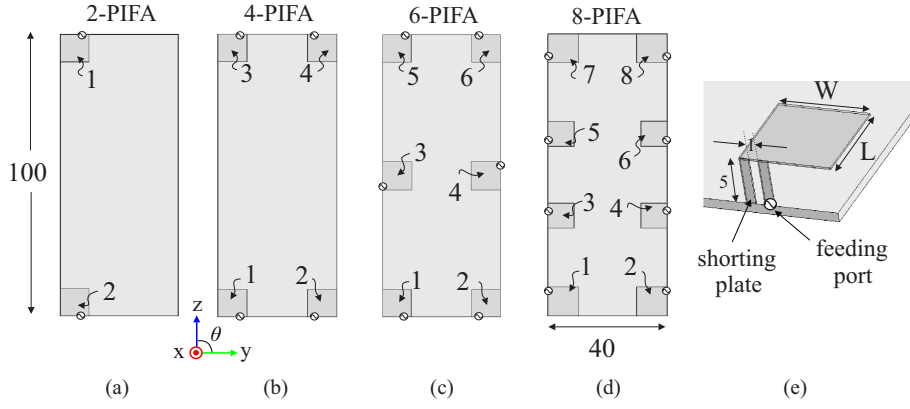 2-PIFA
4-PIFA
6-PIFA
8-PIFA
1
3
4
5
6
7
8
W
L
1
5
3
4
5
6
100
3
4
shorting
plate
feeding
port
2
1
2
1
2
1
2
z
θ
x
y
40
(a)
(b)
(c)
(d)
(e)